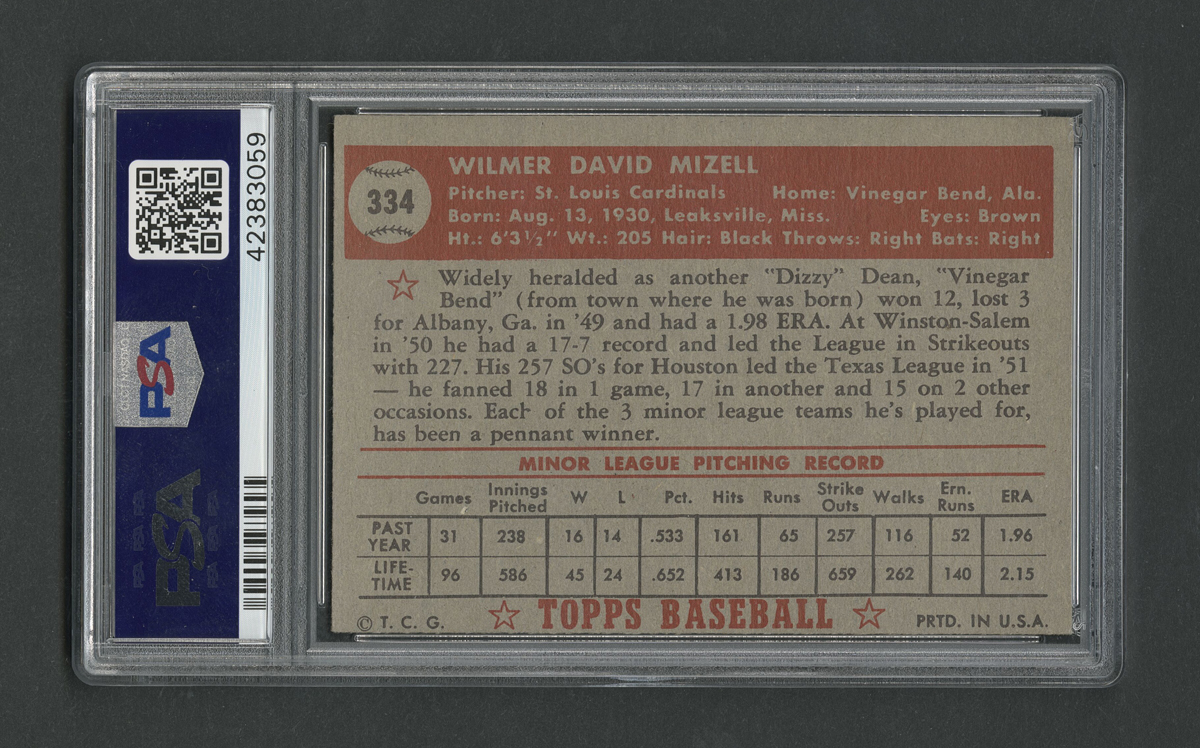 42383059
PSA
PSA
WILMER DAVID MIZELL
334
Pitcher: St. Louis Cardinals Home: Vinegar Bend, Ala.
Born: Aug. 13, 1930, Leaksville, Miss. Eyes: Brown
Ht.: 6'3½" Wt.: 205 Hair: Black Throws: Right Bats: Right
Widely heralded as another "Dizzy" Dean, "Vinegar
Bend" (from town where he was born) won 12, lost 3
for Albany, Ga. in '49 and had a 1.98 ERA. At Winston-Salem
in '50 he had a 17-7 record and led the League in Strikeouts
with 227. His 257 SO's for Houston led the Texas League in '51
— he fanned 18 in 1 game, 17 in another and 15 on 2 other
occasions. Each of the 3 minor league teams he's played for,
has been a pennant winner.
MINOR LEAGUE PITCHING RECORD
Games Innings Pitched W L Pct. Hits Runs Strike Outs Walks Ern. Runs ERA
PAST YEAR 31 238 16 14 .533 161 65 257 116 52 1.96
LIFE-TIME 96 586 45 24 .652 413 186 659 262 140 2.15
© T. C. G. TOPPS BASEBALL PRTD. IN U.S.A.